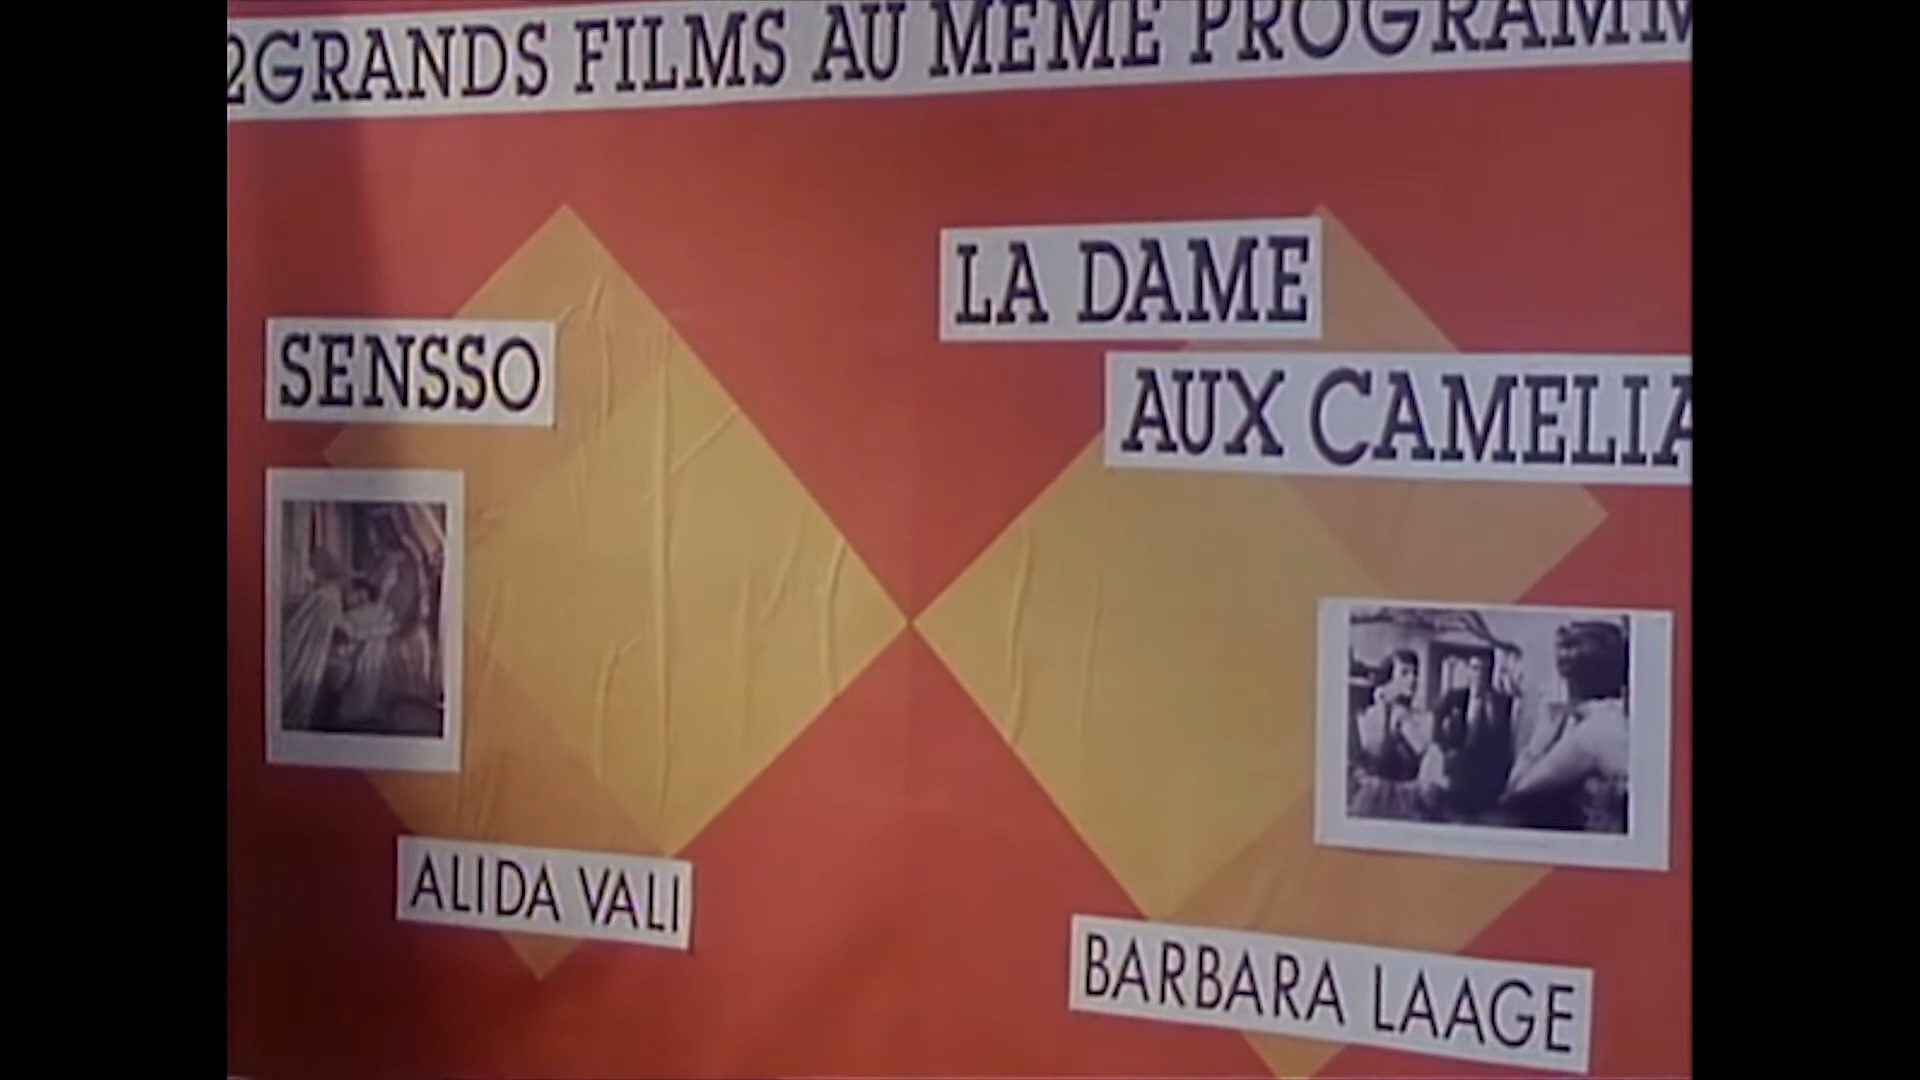 2GRANDS FILMS AU MEME PROGRAMM
SENSSO
LA DAME
AUX CAMELIA
ALIDA VALI
BARBARA LAAGE